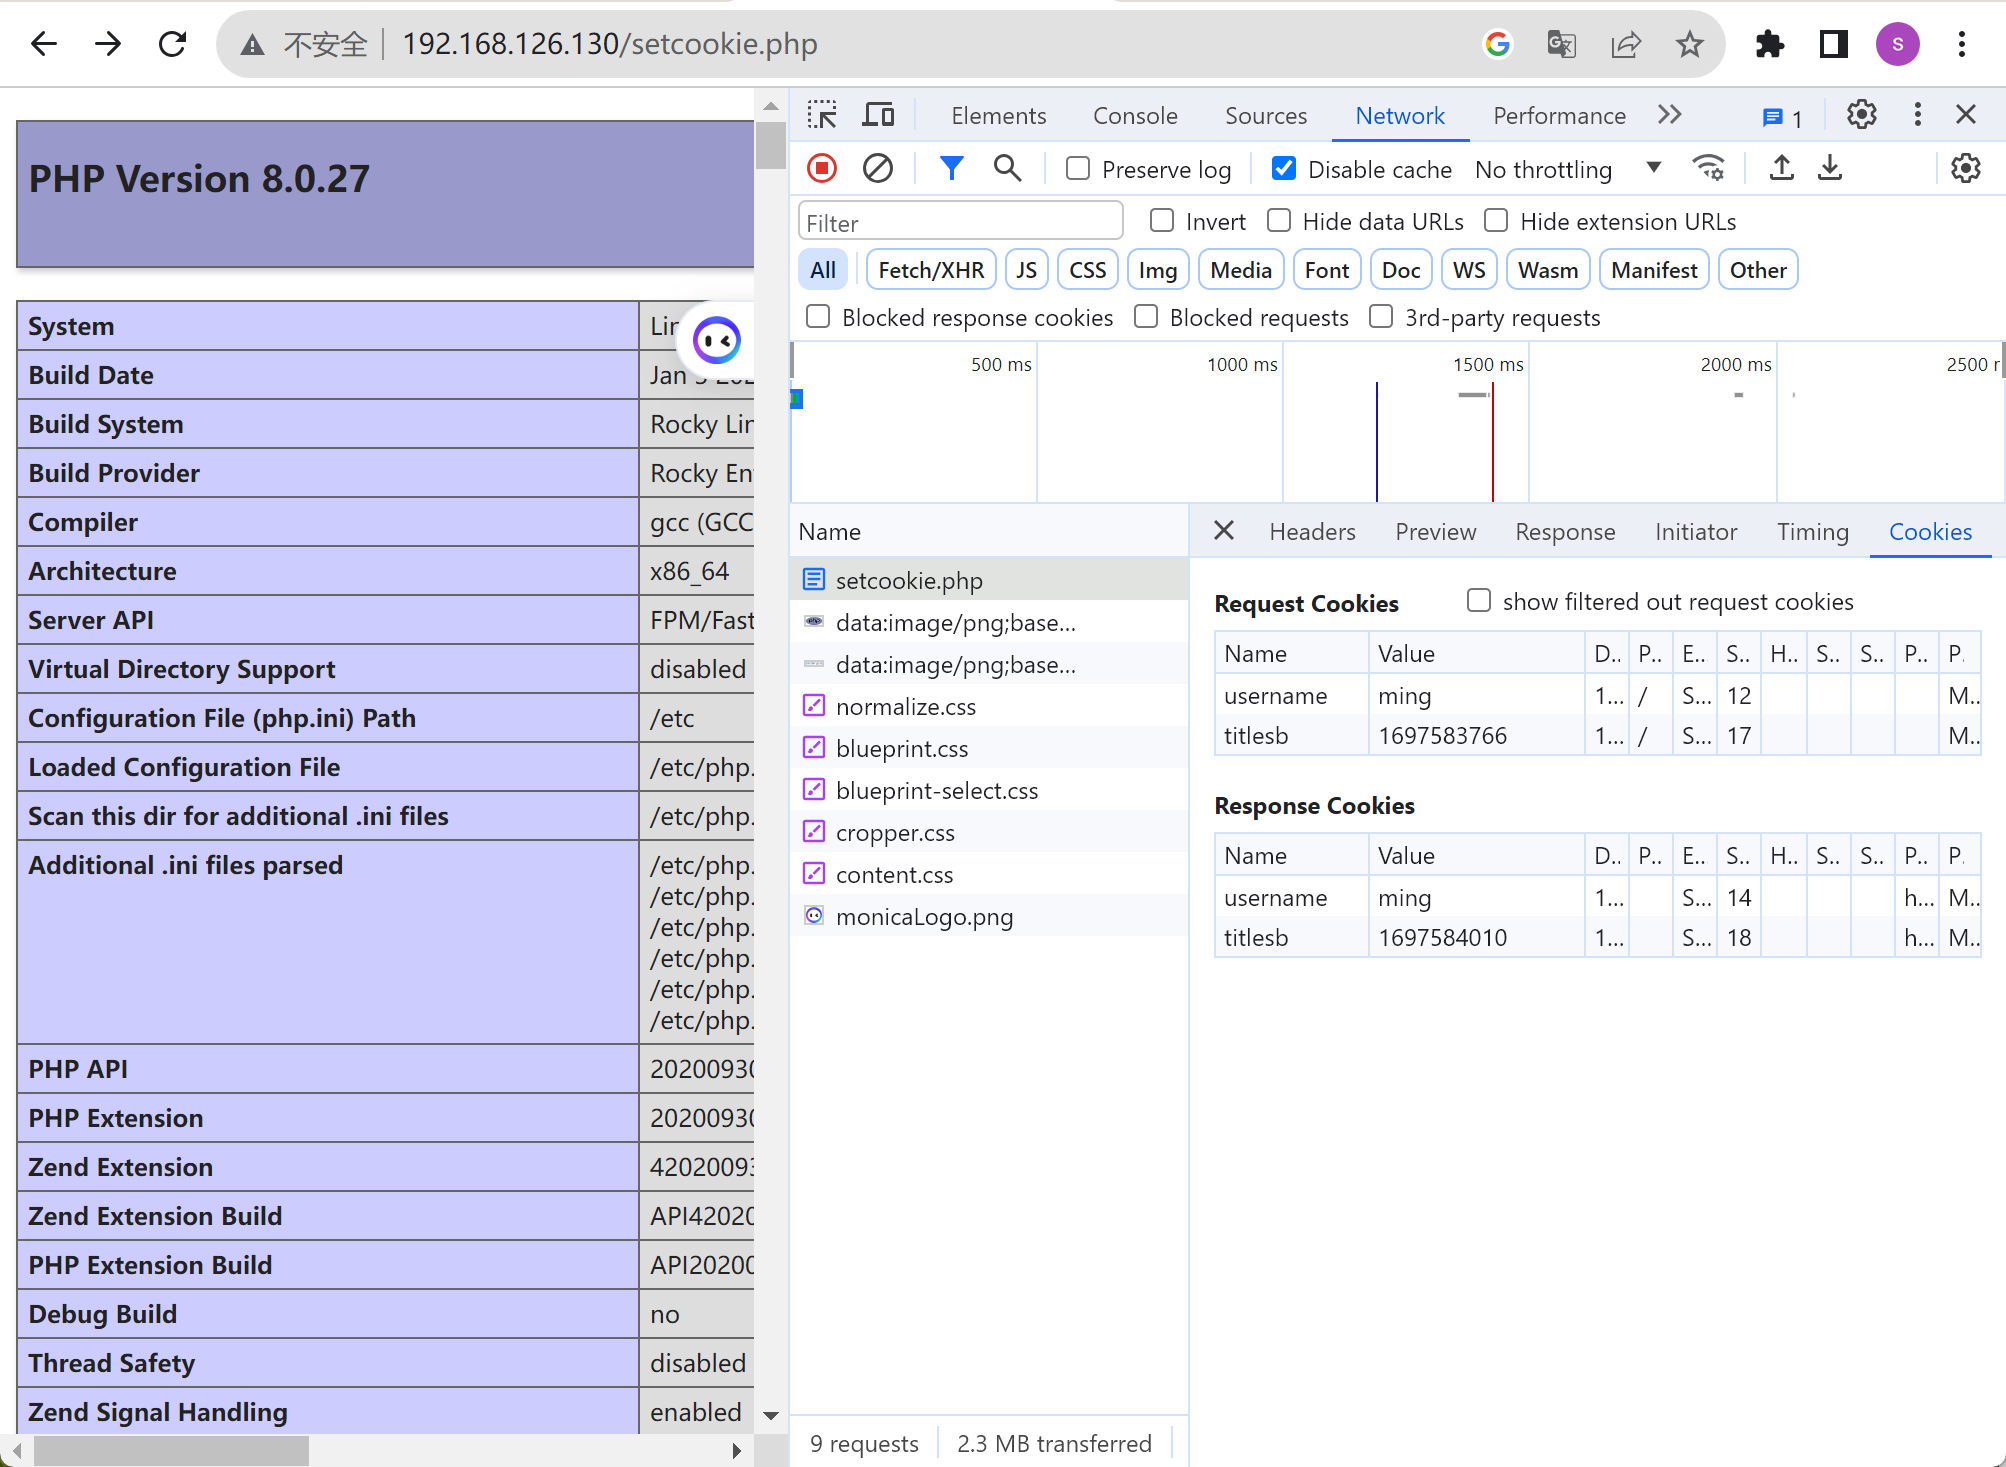 不安全 192.168.126.130/setcookie.php
s
PHP Version 8.0.27
System Lin
Build Date Jan
Build System Rocky Lin
Build Provider Rocky En
Compiler gcc (GCC
Architecture x86_64
Server API FPM/Fast
Virtual Directory Support disabled
Configuration File (php.ini) Path /etc
Loaded Configuration File /etc/php.
Scan this dir for additional .ini files /etc/php.
Additional .ini files parsed /etc/php.
/etc/php.
/etc/php.
/etc/php.
/etc/php.
/etc/php.
PHP API 20200930
PHP Extension 20200930
Zend Extension 42020093
Zend Extension Build API42020
PHP Extension Build API20200
Debug Build no
Thread Safety disabled
Zend Signal Handling enabled
Elements Console Sources Network Performance 1
Preserve log Disable cache No throttling
Filter Invert Hide data URLs Hide extension URLs
All Fetch/XHR JS CSS Img Media Font Doc WS Wasm Manifest Other
Blocked response cookies Blocked requests 3rd-party requests
500 ms 1000 ms 1500 ms 2000 ms 2500 r
Name
setcookie.php
data:image/png;base...
data:image/png;base...
normalize.css
blueprint.css
blueprint-select.css
cropper.css
content.css
monicaLogo.png
9 requests 2.3 MB transferred
Headers Preview Response Initiator Timing Cookies
Request Cookies show filtered out request cookies
Name Value D.. P.. E.. S.. H.. S.. S.. P.. P.
username ming 1... / S... 12 M..
titlesb 1697583766 1... / S... 17 M..
Response Cookies
Name Value D.. P.. E.. S.. H.. S.. S.. P.. P.
username ming 1... S... 14 h... M..
titlesb 1697584010 1... S... 18 h... M..